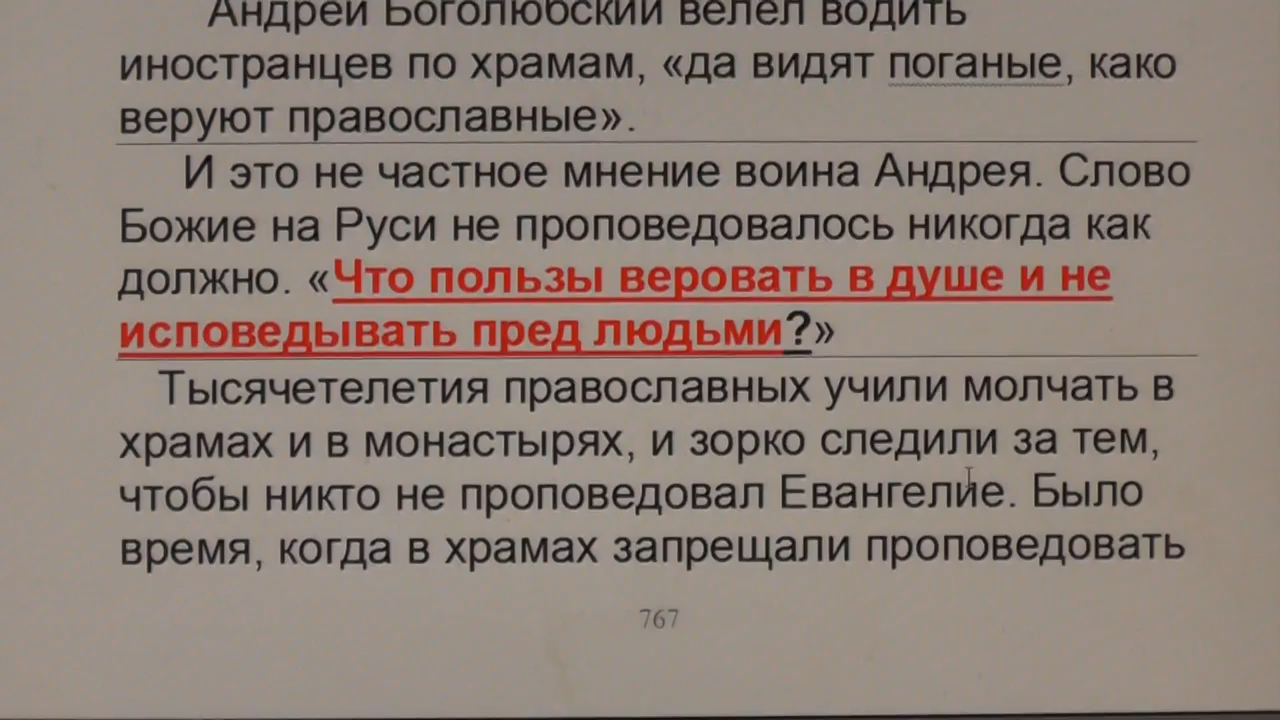 Андрей Боголюбский велел водить
иностранцев по храмам, «да видят поганые, како
веруют православные».
И это не частное мнение воина Андрея. Слово
Божие на Руси не проповедовалось никогда как
должно. «Что пользы веровать в душе и не
исповедывать пред людьми?»
Тысячетелетия православных учили молчать в
храмах и в монастырях, и зорко следили за тем,
чтобы никто не проповедовал Евангелие. Было
время, когда в храмах запрещали проповедовать
767